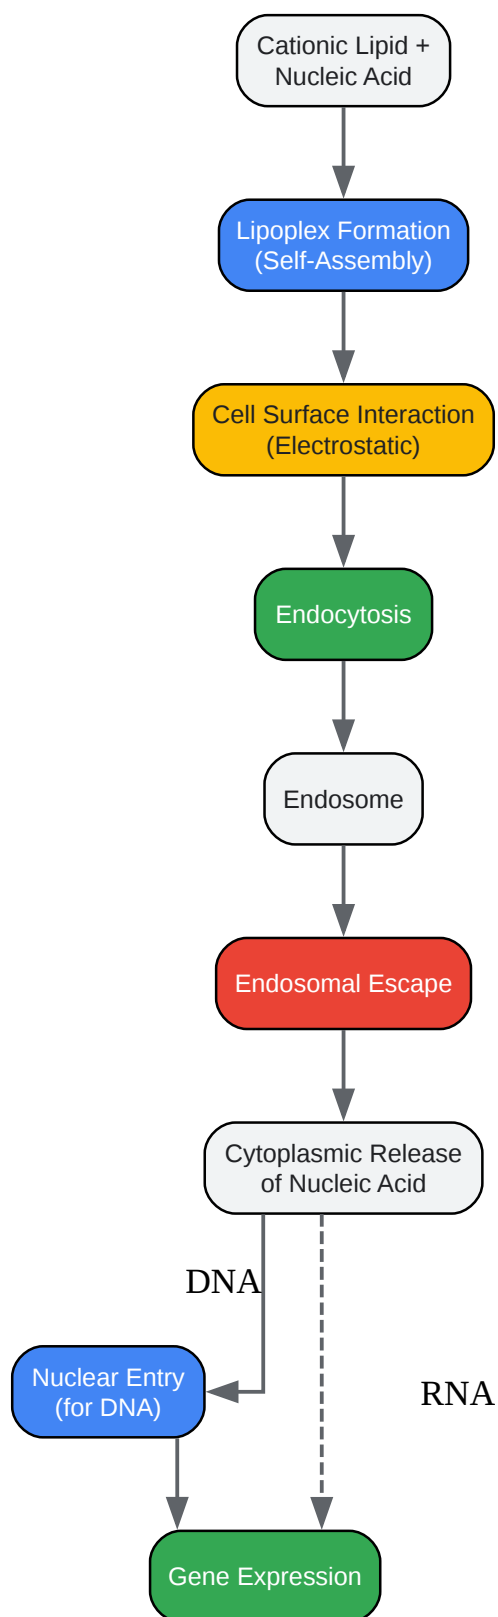 Cationic Lipid +
Nucleic Acid
Lipoplex Formation
(Self-Assembly)
Cell Surface Interaction
(Electrostatic)
Endocytosis
Endosome
Endosomal Escape
Cytoplasmic Release
of Nucleic Acid
DNA
Nuclear Entry
(for DNA)
RNA
Gene Expression